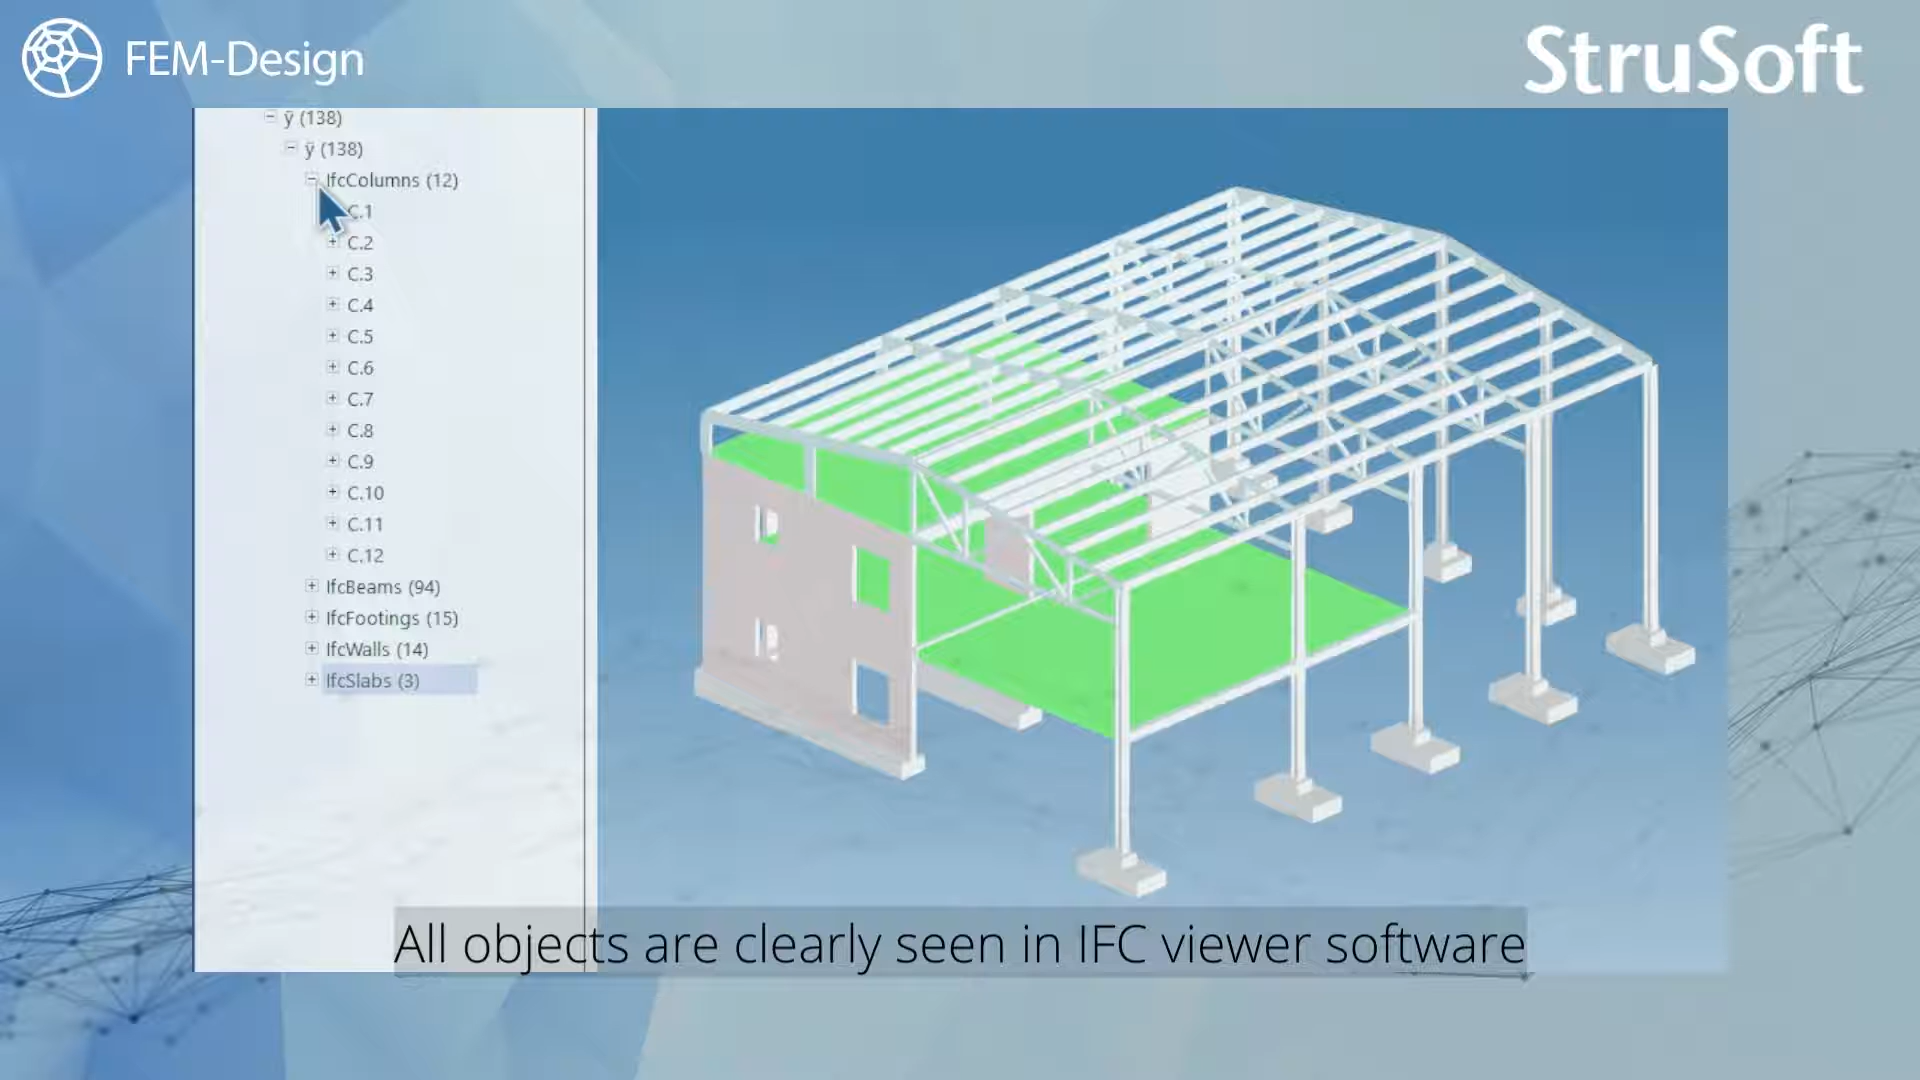 FEM-Design
StruSoft
ÿ (138)
ÿ (138)
IfcColumns (12)
C.1
C.2
C.3
C.4
C.5
C.6
C.7
C.8
C.9
C.10
C.11
C.12
IfcBeams (94)
IfcFootings (15)
IfcWalls (14)
IfcSlabs (3)
All objects are clearly seen in IFC viewer software